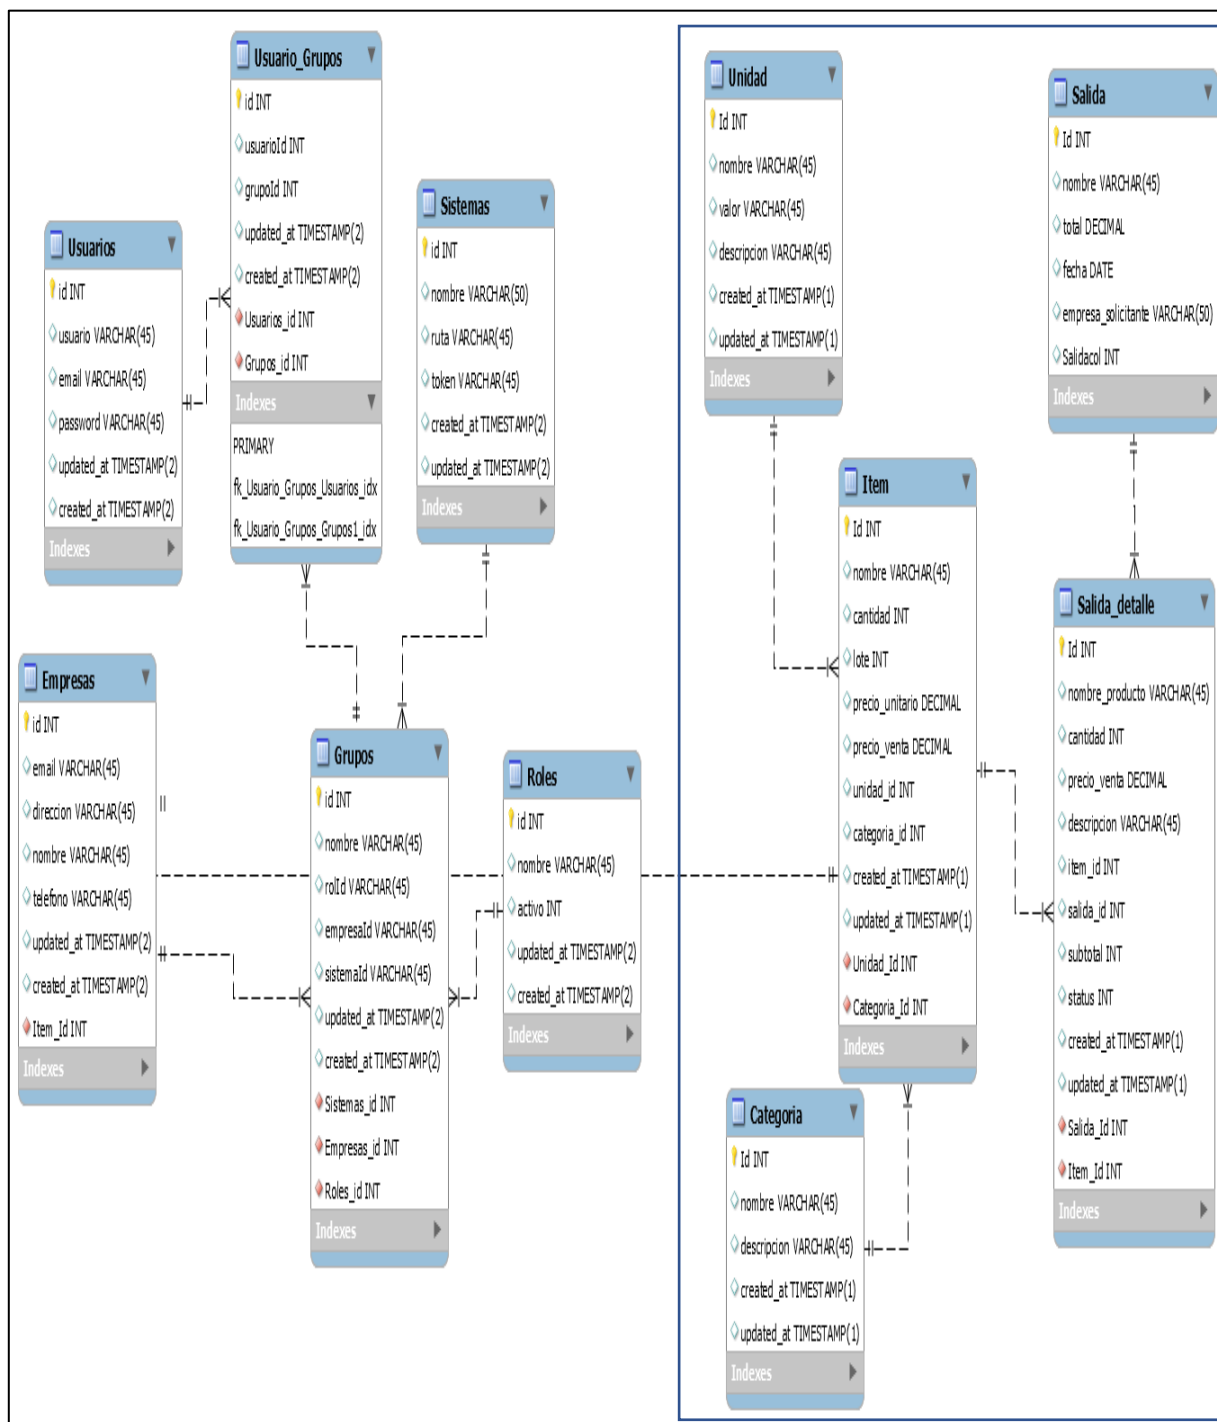 Usuario_Grupos
id INT
usuarioId INT
grupoId INT
updated_at TIMESTAMP(2)
created_at TIMESTAMP(2)
Usuarios_id INT
Grupos_id INT
Indexes
PRIMARY
fk_Usuario_Grupos_Usuarios_idx
fk_Usuario_Grupos_Grupos1_idx
Usuarios
id INT
usuario VARCHAR(45)
email VARCHAR(45)
password VARCHAR(45)
updated_at TIMESTAMP(2)
created_at TIMESTAMP(2)
Indexes
Sistemas
id INT
nombre VARCHAR(50)
ruta VARCHAR(45)
token VARCHAR(45)
created_at TIMESTAMP(2)
updated_at TIMESTAMP(2)
Indexes
Empresas
id INT
email VARCHAR(45)
direccion VARCHAR(45)
nombre VARCHAR(45)
telefono VARCHAR(45)
updated_at TIMESTAMP(2)
created_at TIMESTAMP(2)
Item_Id INT
Indexes
Grupos
id INT
nombre VARCHAR(45)
rolId VARCHAR(45)
empresaId VARCHAR(45)
sistemaId VARCHAR(45)
updated_at TIMESTAMP(2)
created_at TIMESTAMP(2)
Sistemas_id INT
Empresas_id INT
Roles_id INT
Indexes
Roles
id INT
nombre VARCHAR(45)
activo INT
updated_at TIMESTAMP(2)
created_at TIMESTAMP(2)
Indexes
Unidad
Id INT
nombre VARCHAR(45)
valor VARCHAR(45)
descripcion VARCHAR(45)
created_at TIMESTAMP(1)
updated_at TIMESTAMP(1)
Indexes
Salida
Id INT
nombre VARCHAR(45)
total DECIMAL
fecha DATE
empresa_solicitante VARCHAR(50)
Salidacol INT
Indexes
Item
Id INT
nombre VARCHAR(45)
cantidad INT
lote INT
precio_unitario DECIMAL
precio_venta DECIMAL
unidad_id INT
categoria_id INT
created_at TIMESTAMP(1)
updated_at TIMESTAMP(1)
Unidad_Id INT
Categoria_Id INT
Indexes
Salida_detalle
Id INT
nombre_producto VARCHAR(45)
cantidad INT
precio_venta DECIMAL
descripcion VARCHAR(45)
item_id INT
salida_id INT
subtotal INT
status INT
created_at TIMESTAMP(1)
updated_at TIMESTAMP(1)
Salida_Id INT
Item_Id INT
Indexes
Categoria
Id INT
nombre VARCHAR(45)
descripcion VARCHAR(45)
created_at TIMESTAMP(1)
updated_at TIMESTAMP(1)
Indexes